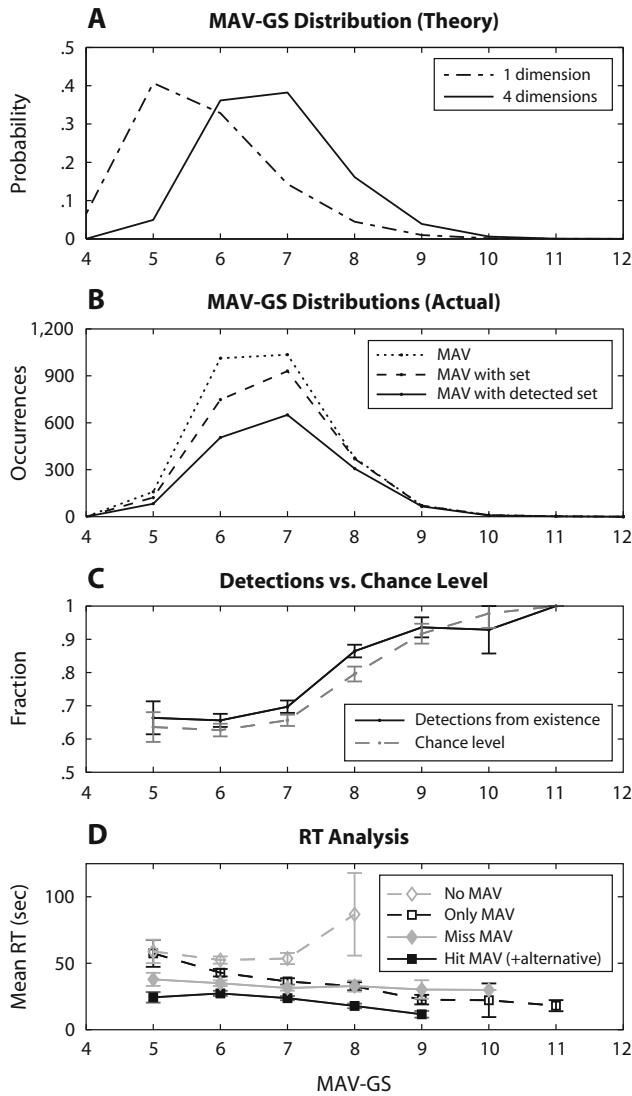 A MAV-GS Distribution (Theory)
.5
.4
.3
.2
.1
0
Probability
1 dimension
4 dimensions
4 5 6 7 8 9 10 11 12
B MAV-GS Distributions (Actual)
1,200
900
600
300
0
Occurrences
MAV
MAV with set
MAV with detected set
4 5 6 7 8 9 10 11 12
C Detections vs. Chance Level
1
.9
.8
.7
.6
.5
Fraction
Detections from existence
Chance level
4 5 6 7 8 9 10 11 12
D RT Analysis
100
50
0
Mean RT (sec)
No MAV
Only MAV
Miss MAV
Hit MAV (+alternative)
4 5 6 7 8 9 10 11 12
MAV-GS